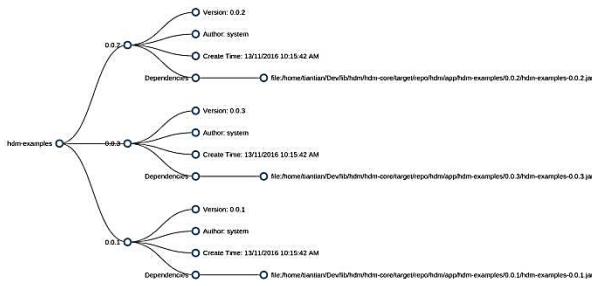 Version: 0.0.2
0.0.2
Author: system
Create Time: 13/11/2016 10:15:42 AM
Dependencies
file:/home/tiantian/Dev/lib/hdm/hdm-core/target/repo/hdm/app/hdm-examples/0.0.2/hdm-examples-0.0.2.jar
Version: 0.0.3
Author: system
hdm-examples
0.0.3
Create Time: 13/11/2016 10:15:42 AM
Dependencies
file:/home/tiantian/Dev/lib/hdm/hdm-core/target/repo/hdm/app/hdm-examples/0.0.3/hdm-examples-0.0.3.jar
Version: 0.0.1
Author: system
0.0.1
Create Time: 13/11/2016 10:15:42 AM
Dependencies
file:/home/tiantian/Dev/lib/hdm/hdm-core/target/repo/hdm/app/hdm-examples/0.0.1/hdm-examples-0.0.1.jar